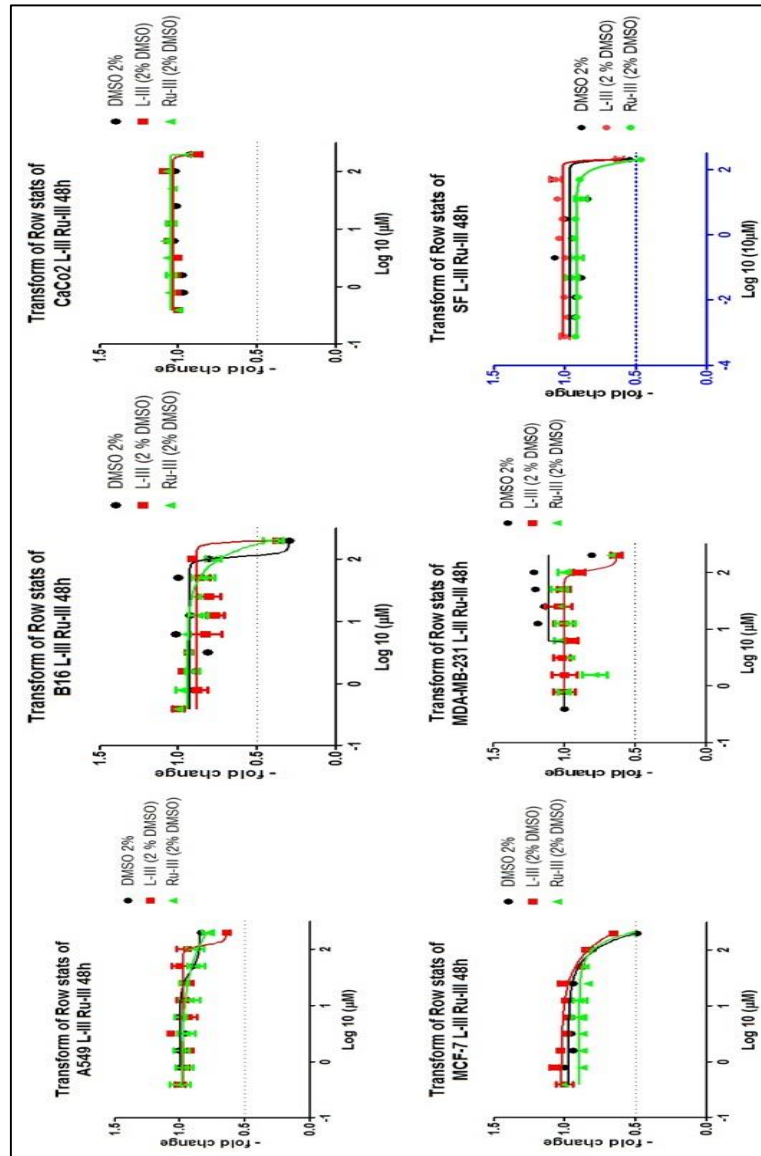 Transform of Row stats of
A549 L-III Ru-III 48h
DMSO 2%
L-III (2 % DMSO)
Ru-III (2% DMSO)
- fold change
1.5
1.0
0.5
0.0
-1
0
1
2
Log 10 (µM)
Transform of Row stats of
B16 L-III Ru-III 48h
DMSO 2%
L-III (2 % DMSO)
Ru-III (2% DMSO)
- fold change
1.5
1.0
0.5
0.0
-1
0
1
2
Log 10 (µM)
Transform of Row stats of
CaCo2 L-III Ru-III 48h
DMSO 2%
L-III (2% DMSO)
Ru-III (2% DMSO)
- fold change
1.5
1.0
0.5
0.0
-1
0
1
2
Log 10 (µM)
Transform of Row stats of
MCF-7 L-III Ru-III 48h
DMSO 2%
L-III (2% DMSO)
Ru-III (2% DMSO)
- fold change
1.5
1.0
0.5
0.0
-1
0
1
2
Log 10 (µM)
Transform of Row stats of
MDA-MB-231 L-III Ru-III 48h
DMSO 2%
L-III (2 % DMSO)
Ru-III (2% DMSO)
- fold change
1.5
1.0
0.5
0.0
-1
0
1
2
Log 10 (µM)
Transform of Row stats of
SF L-III Ru-III 48h
DMSO 2%
L-III (2 % DMSO)
Ru-III (2% DMSO)
- fold change
1.5
1.0
0.5
0.0
-4
-2
0
2
Log 10 (10µM)